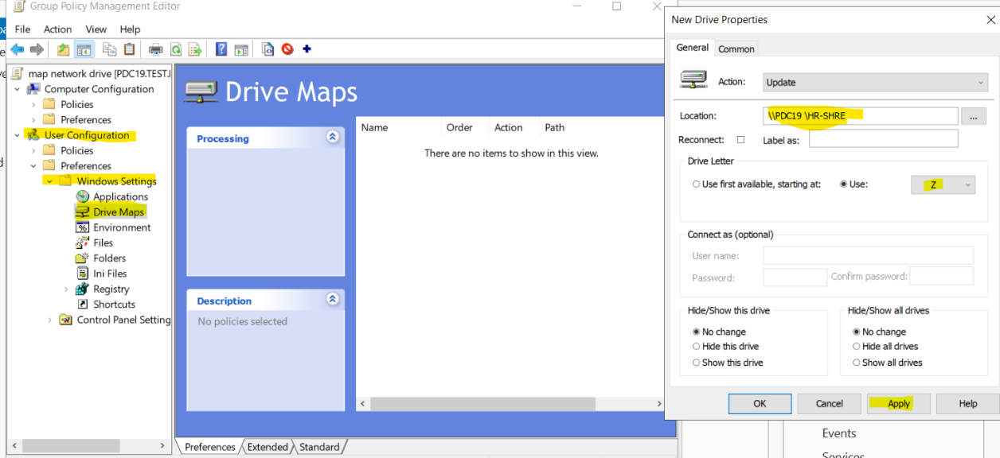 Group Policy Management Editor
File Action View Help
map network drive [PDC19.TEST.
Computer Configuration
Policies
Preferences
User Configuration
Policies
Preferences
Windows Settings
Applications
Drive Maps
Environment
Files
Folders
Ini Files
Registry
Shortcuts
Control Panel Setting
Drive Maps
Processing
Description
No policies selected
Name Order Action Path
There are no items to show in this view.
Preferences Extended Standard
New Drive Properties
General Common
Action: Update
Location: \\PDC19 \HR-SHRE ...
Reconnect: Label as:
Drive Letter
Use first available, starting at: Use: Z
Connect as (optional)
User name:
Password: Confirm password:
Hide/Show this drive
No change
Hide this drive
Show this drive
Hide/Show all drives
No change
Hide all drives
Show all drives
OK Cancel Apply Help
Events
Services